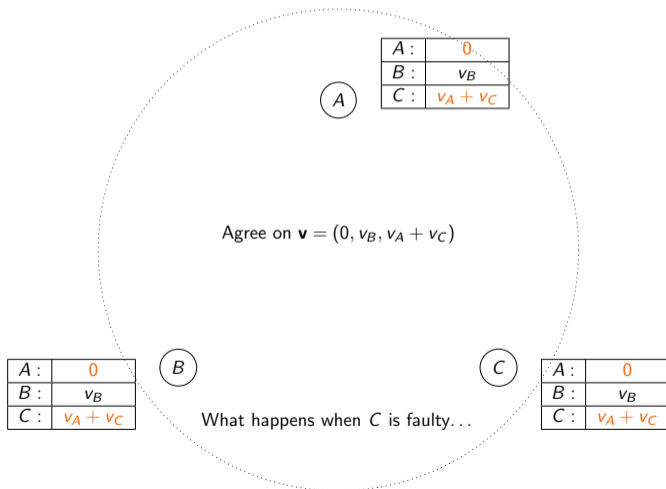 A : 0
B : v_B
C : v_A + v_C
A
Agree on v = (0, v_B, v_A + v_C)
B
C
A : 0
B : v_B
C : v_A + v_C
A : 0
B : v_B
C : v_A + v_C
What happens when C is faulty...